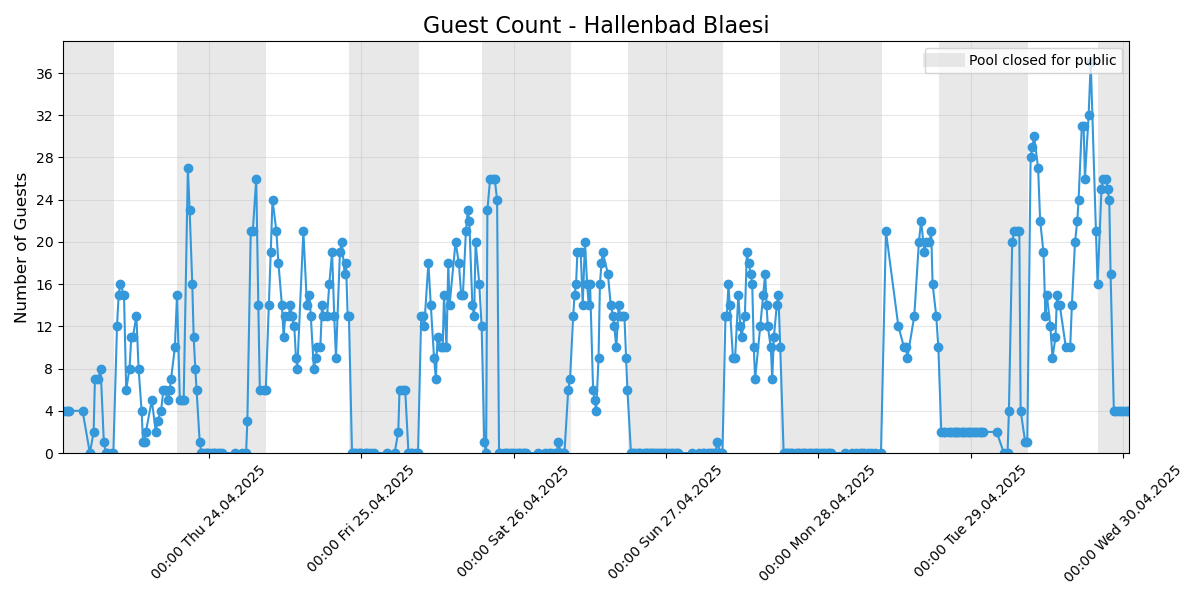 Guest Count - Hallenbad Blaesi
Pool closed for public
Number of Guests
36
32
28
24
20
16
12
8
4
0
00:00 Thu 24.04.2025
00:00 Fri 25.04.2025
00:00 Sat 26.04.2025
00:00 Sun 27.04.2025
00:00 Mon 28.04.2025
00:00 Tue 29.04.2025
00:00 Wed 30.04.2025